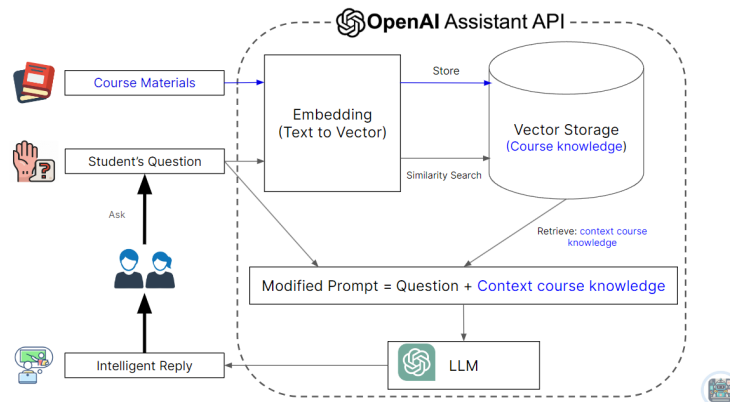 OpenAI Assistant API
Course Materials
Store
Embedding
(Text to Vector)
Vector Storage
(Course knowledge)
Student's Question
Similarity Search
Ask
Retrieve: context course
knowledge
Modified Prompt = Question + Context course knowledge
Intelligent Reply
LLM